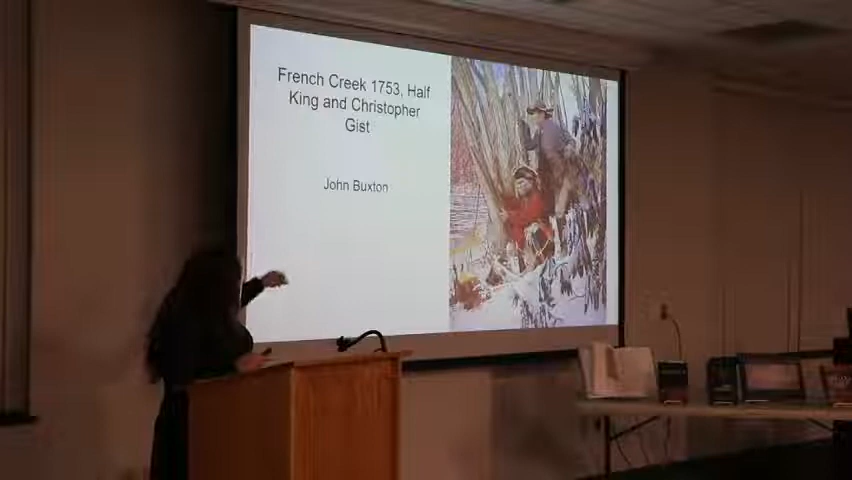 French Creek 1753, Half
King and Christopher
Gist
John Buxton